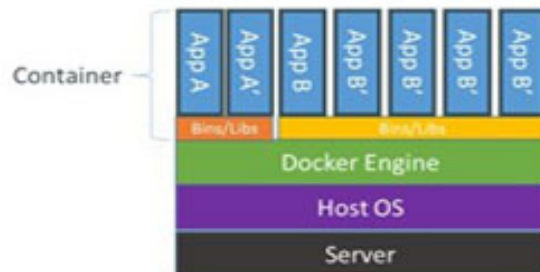 Container
App A
App A'
App B
App B'
App B'
App B'
App B'
Bins/Libs
Bins/Libs
Docker Engine
Host OS
Server